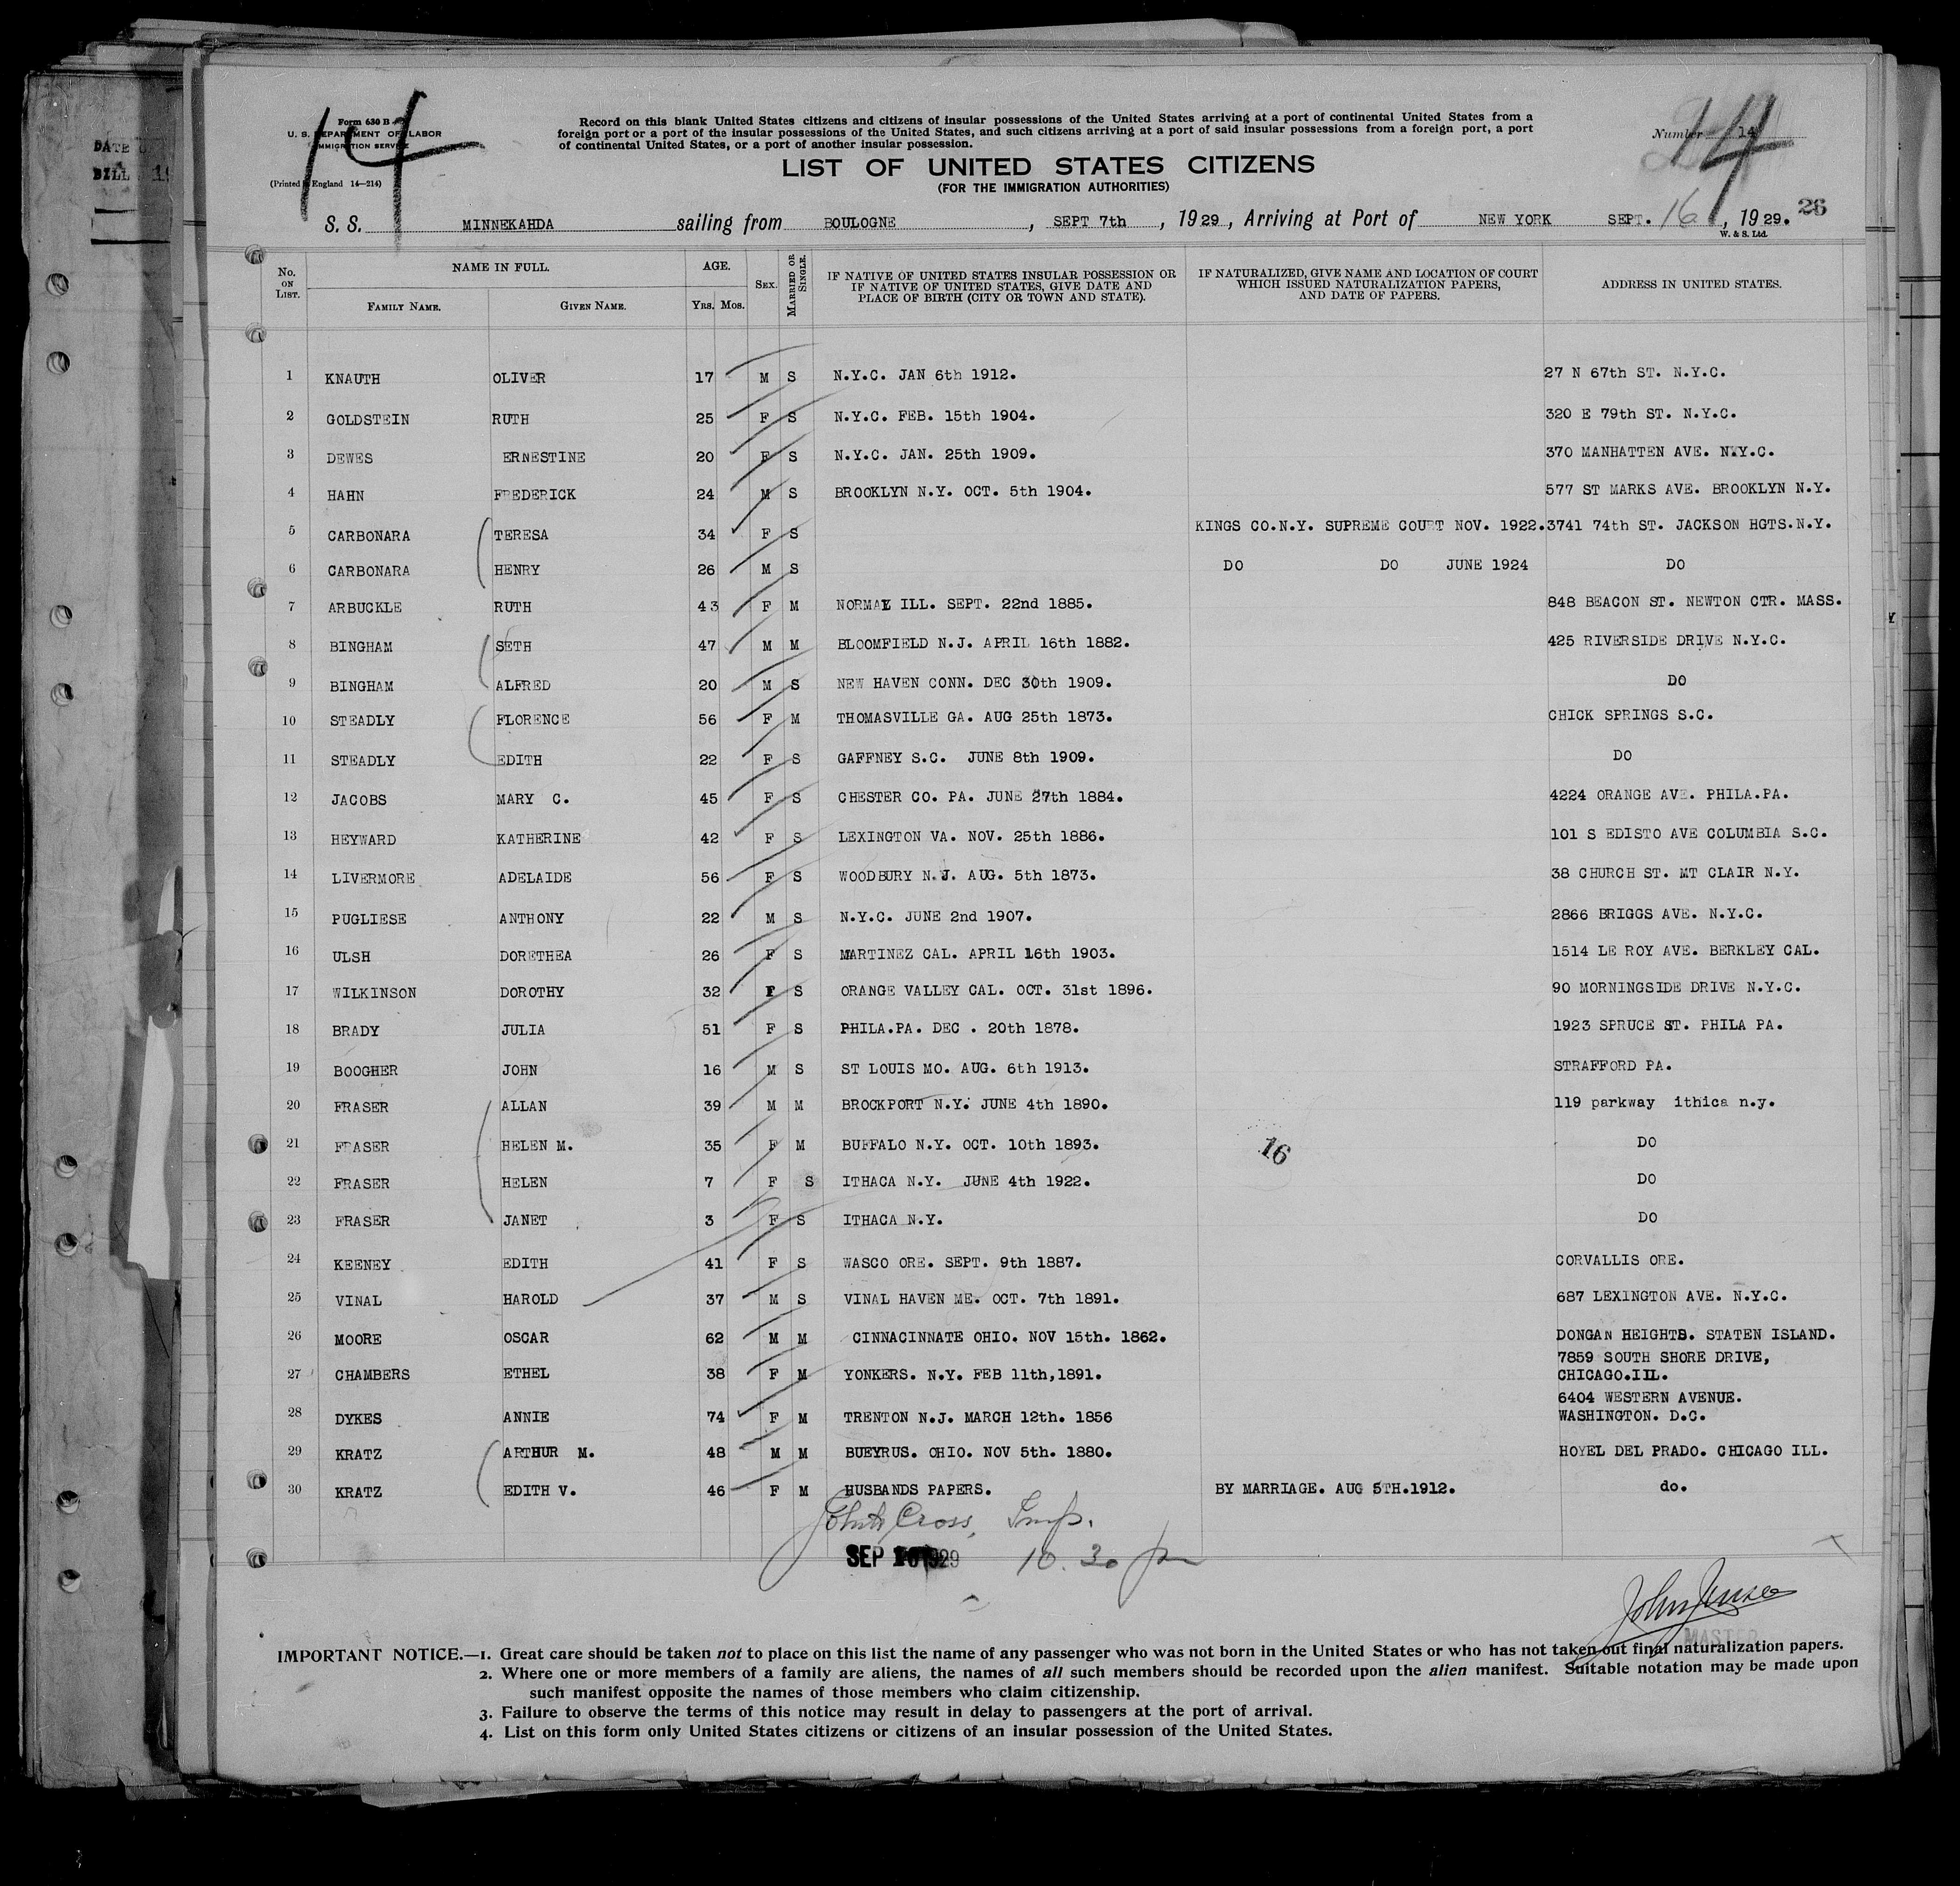 DATE O
BILL 19
14
Form 630 B
U. S. DEPARTMENT OF LABOR
IMMIGRATION SERVICE
(Printed in England 14—214)
Record on this blank United States citizens and citizens of insular possessions of the United States arriving at a port of continental United States from a
foreign port or a port of the insular possessions of the United States, and such citizens arriving at a port of said insular possessions from a foreign port, a port
of continental United States, or a port of another insular possession.
LIST OF UNITED STATES CITIZENS
(FOR THE IMMIGRATION AUTHORITIES)
Number 14
14
S. S. MINNEKAHDA sailing from BOULOGNE, SEPT 7th, 1929, Arriving at Port of NEW YORK SEPT. 16, 1929. 26
W. & S. Ltd.
No. ON LIST. NAME IN FULL. AGE. SEX. MARRIED OR SINGLE. IF NATIVE OF UNITED STATES INSULAR POSSESSION OR IF NATIVE OF UNITED STATES, GIVE DATE AND PLACE OF BIRTH (CITY OR TOWN AND STATE). IF NATURALIZED, GIVE NAME AND LOCATION OF COURT WHICH ISSUED NATURALIZATION PAPERS, AND DATE OF PAPERS. ADDRESS IN UNITED STATES.
FAMILY NAME. GIVEN NAME. YRS. MOS.
1 KNAUTH OLIVER 17 M S N.Y.C. JAN 6th 1912. 27 N 67th ST. N.Y.C.
2 GOLDSTEIN RUTH 25 F S N.Y.C. FEB. 15th 1904. 320 E 79th ST. N.Y.C.
3 DEWES ERNESTINE 20 F S N.Y.C. JAN. 25th 1909. 370 MANHATTEN AVE. N.Y.C.
4 HAHN FREDERICK 24 M S BROOKLYN N.Y. OCT. 5th 1904. 577 ST MARKS AVE. BROOKLYN N.Y.
5 CARBONARA TERESA 34 F S KINGS CO.N.Y. SUPREME COURT NOV. 1922. 3741 74th ST. JACKSON HGTS.N.Y.
6 CARBONARA HENRY 26 M S DO DO JUNE 1924 DO
7 ARBUCKLE RUTH 43 F M NORMAL ILL. SEPT. 22nd 1885. 848 BEACON ST. NEWTON CTR. MASS.
8 BINGHAM SETH 47 M M BLOOMFIELD N.J. APRIL 16th 1882. 425 RIVERSIDE DRIVE N.Y.C.
9 BINGHAM ALFRED 20 M S NEW HAVEN CONN. DEC 30th 1909. DO
10 STEADLY FLORENCE 56 F M THOMASVILLE GA. AUG 25th 1873. CHICK SPRINGS S.C.
11 STEADLY EDITH 22 F S GAFFNEY S.C. JUNE 8th 1909. DO
12 JACOBS MARY C. 45 F S CHESTER CO. PA. JUNE 27th 1884. 4224 ORANGE AVE. PHILA.PA.
13 HEYWARD KATHERINE 42 F S LEXINGTON VA. NOV. 25th 1886. 101 S EDISTO AVE COLUMBIA S.C.
14 LIVERMORE ADELAIDE 56 F S WOODBURY N.J. AUG. 5th 1873. 38 CHURCH ST. MT CLAIR N.Y.
15 PUGLIESE ANTHONY 22 M S N.Y.C. JUNE 2nd 1907. 2866 BRIGGS AVE. N.Y.C.
16 ULSH DORETHEA 26 F S MARTINEZ CAL. APRIL 16th 1903. 1514 LE ROY AVE. BERKLEY CAL.
17 WILKINSON DOROTHY 32 F S ORANGE VALLEY CAL. OCT. 31st 1896. 90 MORNINGSIDE DRIVE N.Y.C.
18 BRADY JULIA 51 F S PHILA.PA. DEC . 20th 1878. 1923 SPRUCE ST. PHILA PA.
19 BOOGHER JOHN 16 M S ST LOUIS MO. AUG. 6th 1913. STRAFFORD PA.
20 FRASER ALLAN 39 M M BROCKPORT N.Y. JUNE 4th 1890. 119 parkway ithica n.y.
21 FRASER HELEN M. 35 F M BUFFALO N.Y. OCT. 10th 1893. 16 DO
22 FRASER HELEN 7 F S ITHACA N.Y. JUNE 4th 1922. DO
23 FRASER JANET 3 F S ITHACA N.Y. DO
24 KEENEY EDITH 41 F S WASCO ORE. SEPT. 9th 1887. CORVALLIS ORE.
25 VINAL HAROLD 37 M S VINAL HAVEN ME. OCT. 7th 1891. 687 LEXINGTON AVE. N.Y.C.
26 MOORE OSCAR 62 M M CINNACINNATE OHIO. NOV 15th. 1862. DONGAN HEIGHTS. STATEN ISLAND.
27 CHAMBERS ETHEL 38 F M YONKERS. N.Y. FEB 11th,1891. 7859 SOUTH SHORE DRIVE, CHICAGO.ILL.
28 DYKES ANNIE 74 F M TRENTON N.J. MARCH 12th. 1856 6404 WESTERN AVENUE. WASHINGTON. D.C.
29 KRATZ ARTHUR M. 48 M M BUEYRUS. OHIO. NOV 5th. 1880. HOYEL DEL PRADO. CHICAGO ILL.
30 KRATZ EDITH V. 46 F M HUSBANDS PAPERS. BY MARRIAGE. AUG 5TH.1912. do.
John Cross, Insp.
SEP 16 1929 10.30 pm
John Jensen
MASTER
IMPORTANT NOTICE.—1. Great care should be taken not to place on this list the name of any passenger who was not born in the United States or who has not taken out final naturalization papers.
2. Where one or more members of a family are aliens, the names of all such members should be recorded upon the alien manifest. Suitable notation may be made upon
such manifest opposite the names of those members who claim citizenship.
3. Failure to observe the terms of this notice may result in delay to passengers at the port of arrival.
4. List on this form only United States citizens or citizens of an insular possession of the United States.